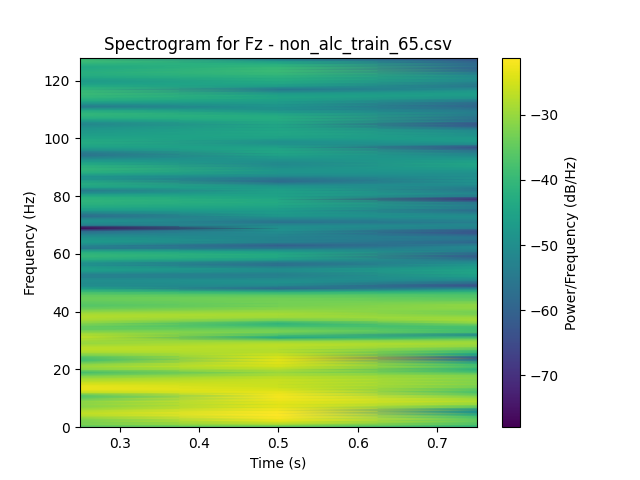 Spectrogram for Fz - non_alc_train_65.csv
120
100
80
60
40
20
0
Frequency (Hz)
0.3 0.4 0.5 0.6 0.7
Time (s)
−30
−40
−50
−60
−70
Power/Frequency (dB/Hz)